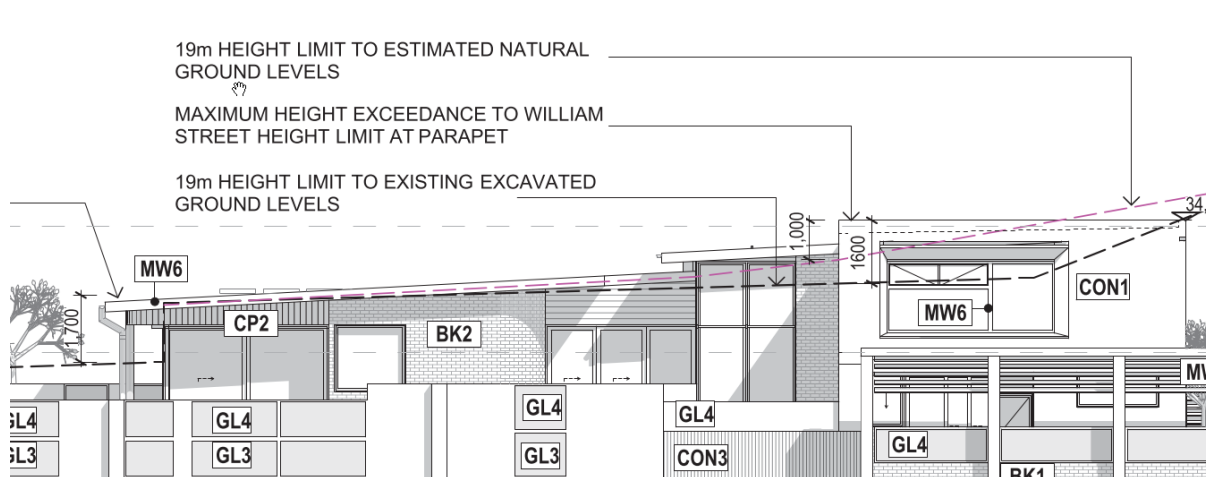 19m HEIGHT LIMIT TO ESTIMATED NATURAL
GROUND LEVELS
MAXIMUM HEIGHT EXCEEDANCE TO WILLIAM
STREET HEIGHT LIMIT AT PARAPET
19m HEIGHT LIMIT TO EXISTING EXCAVATED
GROUND LEVELS
34,
1,000
1600
MW6
CON1
MW6
CP2
BK2
1,700
GL4
GL4
GL4
GL4
GL4
GL3
GL3
GL3
CON3
BK1